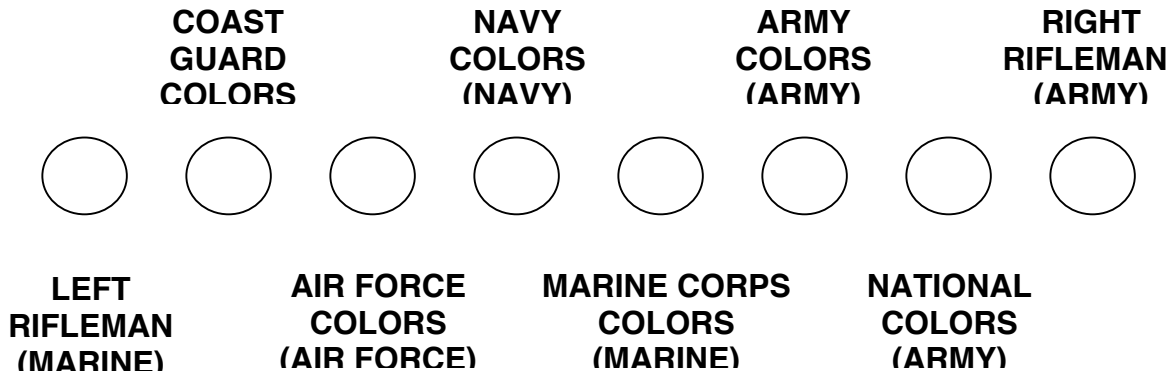 COAST
GUARD
COLORS
NAVY
COLORS
(NAVY)
ARMY
COLORS
(ARMY)
RIGHT
RIFLEMAN
(ARMY)
LEFT
RIFLEMAN
(MARINE)
AIR FORCE
COLORS
(AIR FORCE)
MARINE CORPS
COLORS
(MARINE)
NATIONAL
COLORS
(ARMY)